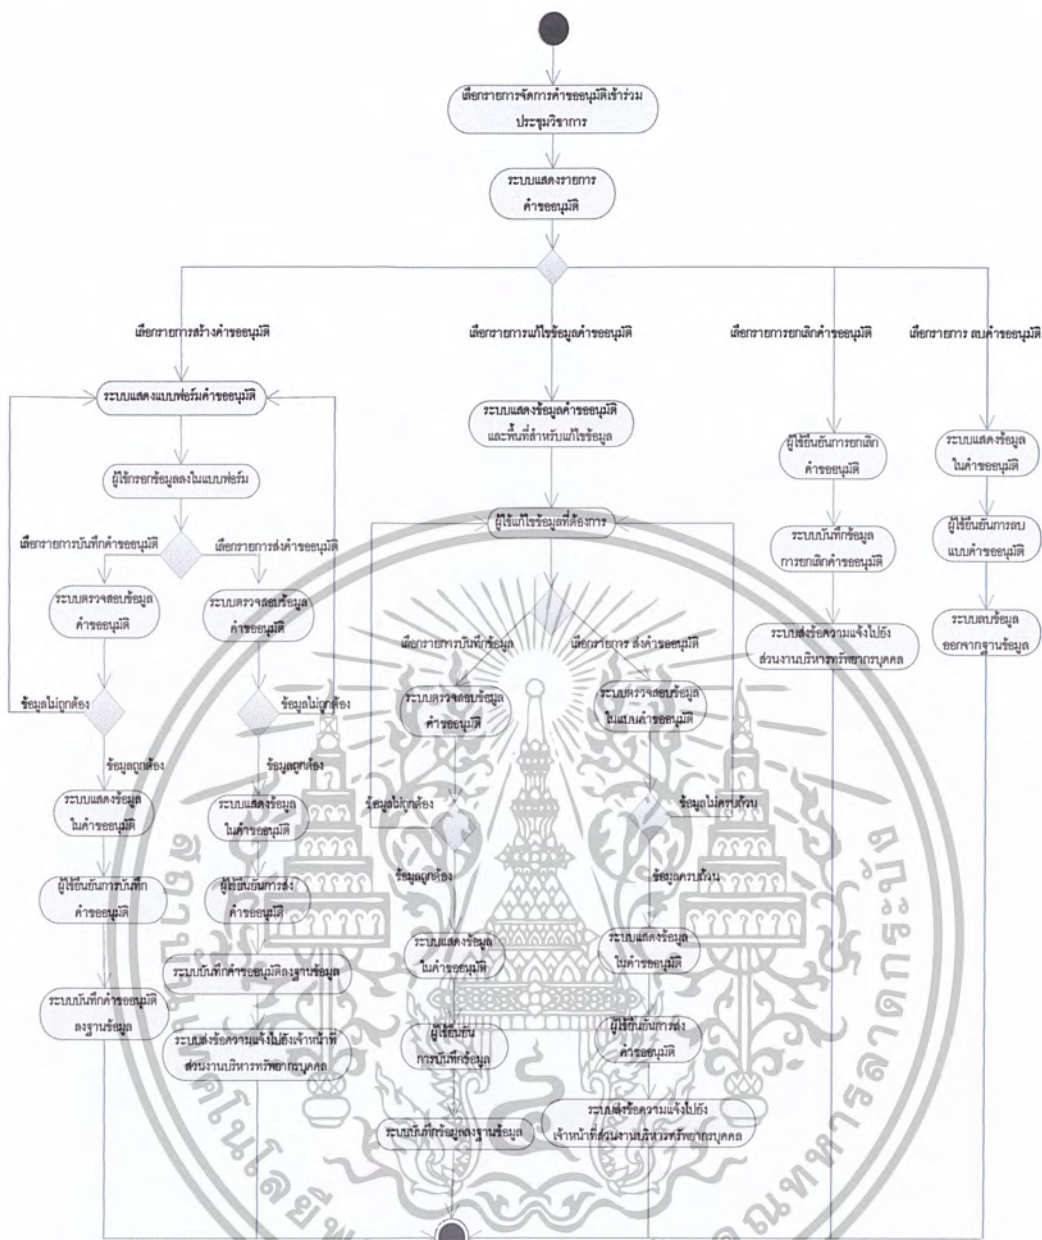 เลือกรายการจัดการคำขออนุมัติเข้าร่วม
ประชุมวิชาการ
ระบบแสดงรายการ
คำขออนุมัติ
เลือกรายการสร้างคำขออนุมัติ
เลือกรายการแก้ไขข้อมูลคำขออนุมัติ
เลือกรายการยกเลิกคำขออนุมัติ
เลือกรายการ ลบคำขออนุมัติ
ระบบแสดงแบบฟอร์มคำขออนุมัติ
ผู้ใช้กรอกข้อมูลลงในแบบฟอร์ม
เลือกรายการบันทึกคำขออนุมัติ
เลือกรายการส่งคำขออนุมัติ
ระบบตรวจสอบข้อมูล
คำขออนุมัติ
ระบบตรวจสอบข้อมูล
คำขออนุมัติ
ข้อมูลไม่ถูกต้อง
ข้อมูลไม่ถูกต้อง
ข้อมูลถูกต้อง
ข้อมูลถูกต้อง
ระบบแสดงข้อมูล
ในคำขออนุมัติ
ระบบแสดงข้อมูล
ในคำขออนุมัติ
ผู้ใช้ยืนยันการบันทึก
คำขออนุมัติ
ผู้ใช้ยืนยันการส่ง
คำขออนุมัติ
ระบบบันทึกคำขออนุมัติ
ลงฐานข้อมูล
ระบบบันทึกคำขออนุมัติลงฐานข้อมูล
ระบบส่งข้อความแจ้งไปยังเจ้าหน้าที่
ส่วนงานบริหารทรัพยากรบุคคล
ระบบแสดงข้อมูลคำขออนุมัติ
และพื้นที่สำหรับแก้ไขข้อมูล
ผู้ใช้แก้ไขข้อมูลที่ต้องการ
เลือกรายการบันทึกข้อมูล
เลือกรายการ ส่งคำขออนุมัติ
ระบบตรวจสอบข้อมูล
คำขออนุมัติ
ระบบตรวจสอบข้อมูล
ในแบบคำขออนุมัติ
ข้อมูลไม่ถูกต้อง
ข้อมูลไม่ครบถ้วน
ข้อมูลถูกต้อง
ข้อมูลครบถ้วน
ระบบแสดงข้อมูล
ในคำขออนุมัติ
ระบบแสดงข้อมูล
ในคำขออนุมัติ
ผู้ใช้ยืนยัน
การบันทึกข้อมูล
ผู้ใช้ยืนยันการส่ง
คำขออนุมัติ
ระบบบันทึกข้อมูลลงฐานข้อมูล
ระบบส่งข้อความแจ้งไปยัง
เจ้าหน้าที่ส่วนงานบริหารทรัพยากรบุคคล
ผู้ใช้ยืนยันการยกเลิก
คำขออนุมัติ
ระบบบันทึกข้อมูล
การยกเลิกคำขออนุมัติ
ระบบส่งข้อความแจ้งไปยัง
ส่วนงานบริหารทรัพยากรบุคคล
ระบบแสดงข้อมูล
ในคำขออนุมัติ
ผู้ใช้ยืนยันการลบ
แบบคำขออนุมัติ
ระบบลบข้อมูล
ออกจากฐานข้อมูล